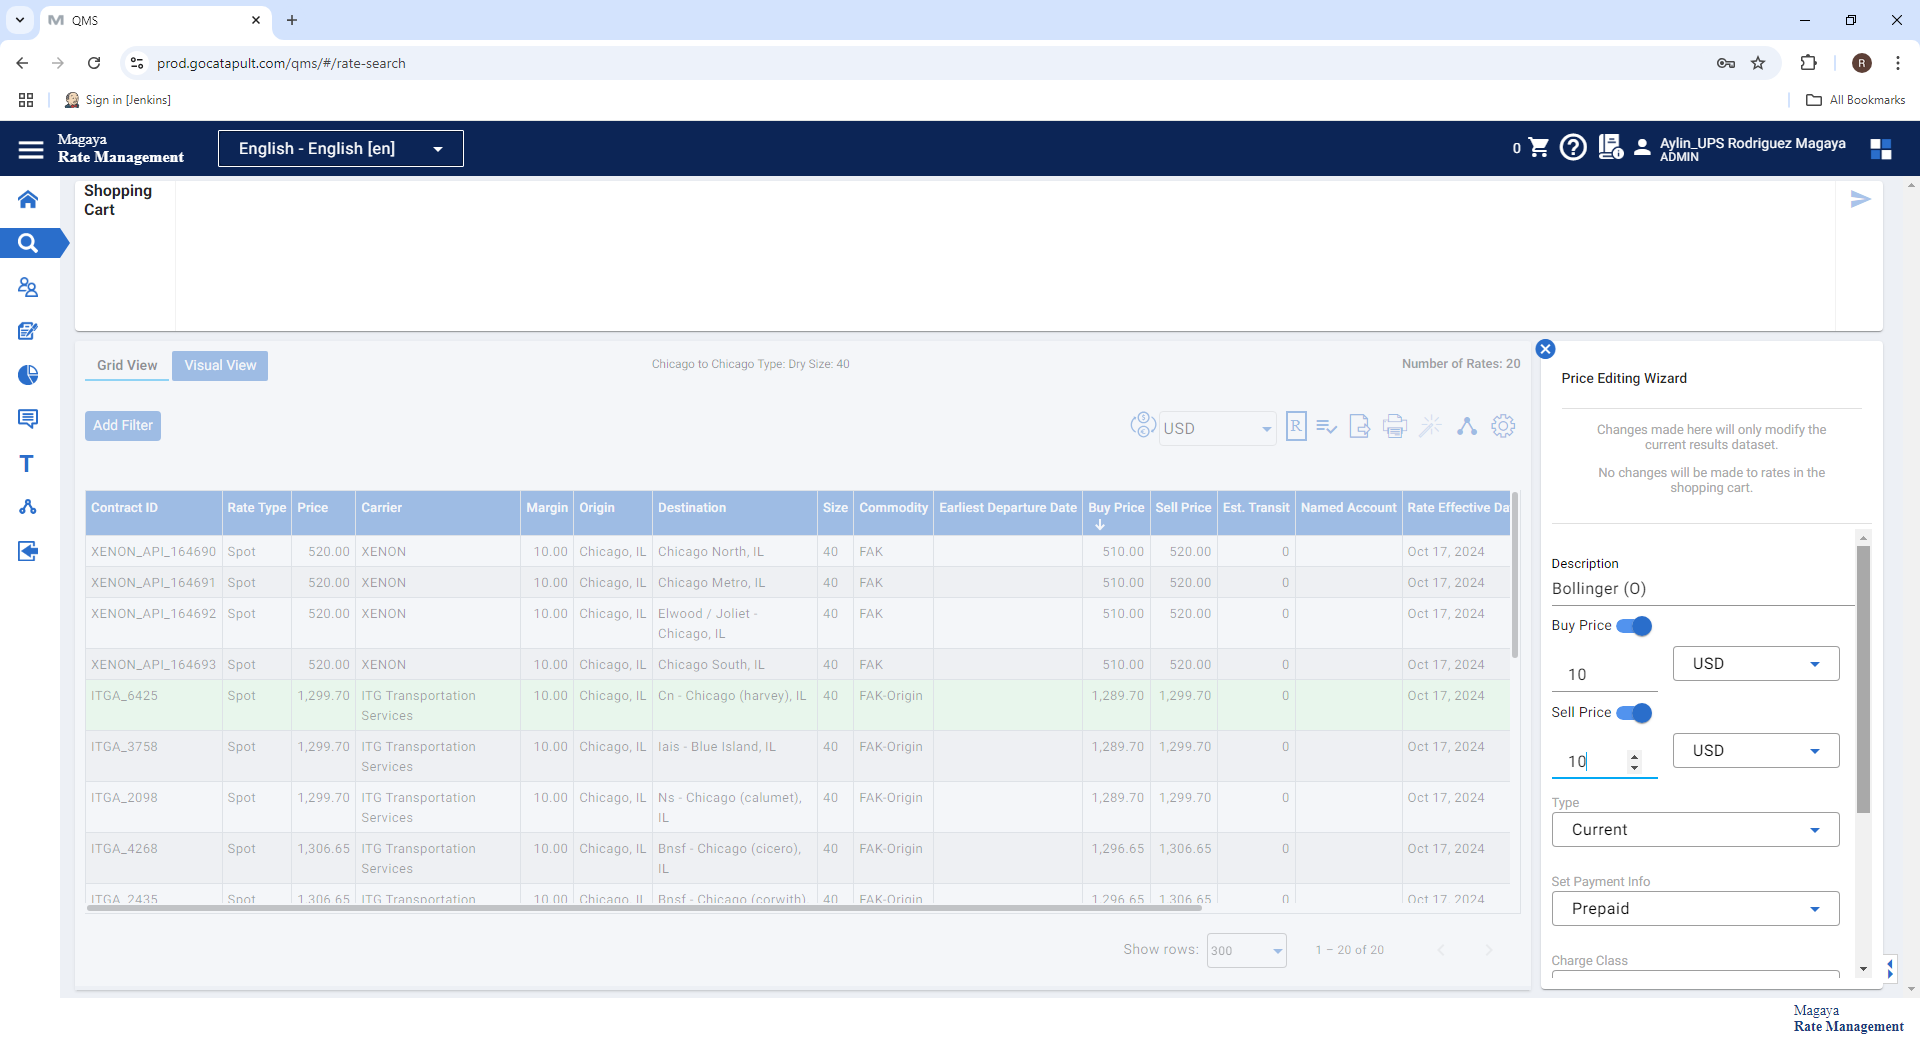 QMS
prod.gocatapult.com/qms/#/rate-search
R
Sign in [Jenkins]
All Bookmarks
Magaya
Rate Management
English - English [en]
0
Aylin_UPS Rodriguez Magaya
ADMIN
Shopping
Cart
Grid View
Visual View
Chicago to Chicago Type: Dry Size: 40
Number of Rates: 20
Add Filter
USD
R
Contract ID Rate Type Price Carrier Margin Origin Destination Size Commodity Earliest Departure Date Buy Price Sell Price Est. Transit Named Account Rate Effective Da
XENON_API_164690 Spot 520.00 XENON 10.00 Chicago, IL Chicago North, IL 40 FAK 510.00 520.00 0 Oct 17, 2024
XENON_API_164691 Spot 520.00 XENON 10.00 Chicago, IL Chicago Metro, IL 40 FAK 510.00 520.00 0 Oct 17, 2024
XENON_API_164692 Spot 520.00 XENON 10.00 Chicago, IL Elwood / Joliet - 40 FAK 510.00 520.00 0 Oct 17, 2024
Chicago, IL
XENON_API_164693 Spot 520.00 XENON 10.00 Chicago, IL Chicago South, IL 40 FAK 510.00 520.00 0 Oct 17, 2024
ITGA_6425 Spot 1,299.70 ITG Transportation 10.00 Chicago, IL Cn - Chicago (harvey), IL 40 FAK-Origin 1,289.70 1,299.70 0 Oct 17, 2024
Services
ITGA_3758 Spot 1,299.70 ITG Transportation 10.00 Chicago, IL Iais - Blue Island, IL 40 FAK-Origin 1,289.70 1,299.70 0 Oct 17, 2024
Services
ITGA_2098 Spot 1,299.70 ITG Transportation 10.00 Chicago, IL Ns - Chicago (calumet), 40 FAK-Origin 1,289.70 1,299.70 0 Oct 17, 2024
Services IL
ITGA_4268 Spot 1,306.65 ITG Transportation 10.00 Chicago, IL Bnsf - Chicago (cicero), 40 FAK-Origin 1,296.65 1,306.65 0 Oct 17, 2024
Services IL
ITGA_2435 Spot 1,306.65 ITG Transportation 10.00 Chicago, IL Bnsf - Chicago (corwith) 40 FAK-Origin 1,296.65 1,306.65 0 Oct 17, 2024
Show rows: 300 1 – 20 of 20
Price Editing Wizard
Changes made here will only modify the
current results dataset.
No changes will be made to rates in the
shopping cart.
Description
Bollinger (O)
Buy Price
10 USD
Sell Price
10 USD
Type
Current
Set Payment Info
Prepaid
Charge Class
Magaya
Rate Management